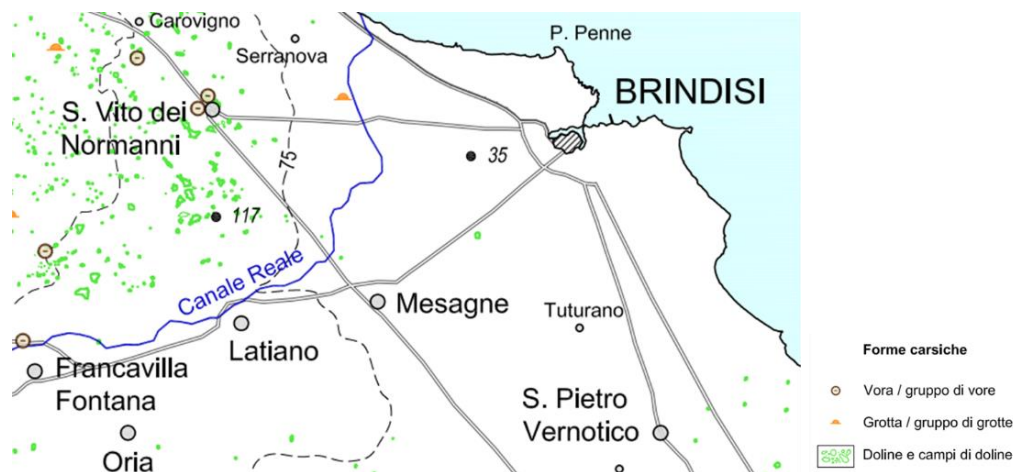 Carovigno
Serranova
P. Penne
BRINDISI
S. Vito dei
Normanni
75
35
117
Canale Reale
Mesagne
Tuturano
Latiano
Francavilla
Fontana
S. Pietro
Vernotico
Oria
Forme carsiche
Vora / gruppo di vore
Grotta / gruppo di grotte
Doline e campi di doline